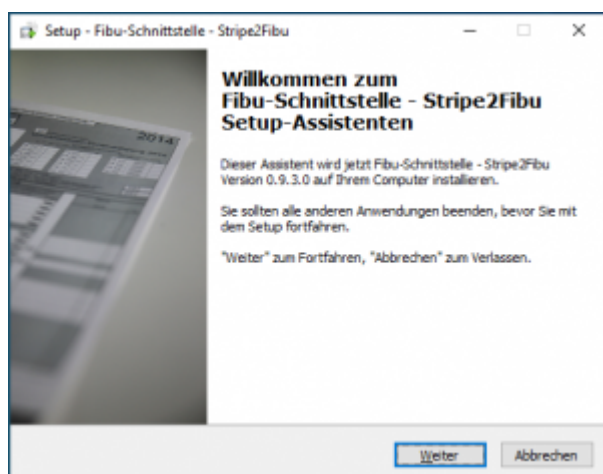 Setup - Fibu-Schnittstelle - Stripe2Fibu
Willkommen zum
Fibu-Schnittstelle - Stripe2Fibu
Setup-Assistenten
Dieser Assistent wird jetzt Fibu-Schnittstelle - Stripe2Fibu
Version 0.9.3.0 auf Ihrem Computer installieren.
Sie sollten alle anderen Anwendungen beenden, bevor Sie mit
dem Setup fortfahren.
"Weiter" zum Fortfahren, "Abbrechen" zum Verlassen.
2014
Weiter
Abbrechen